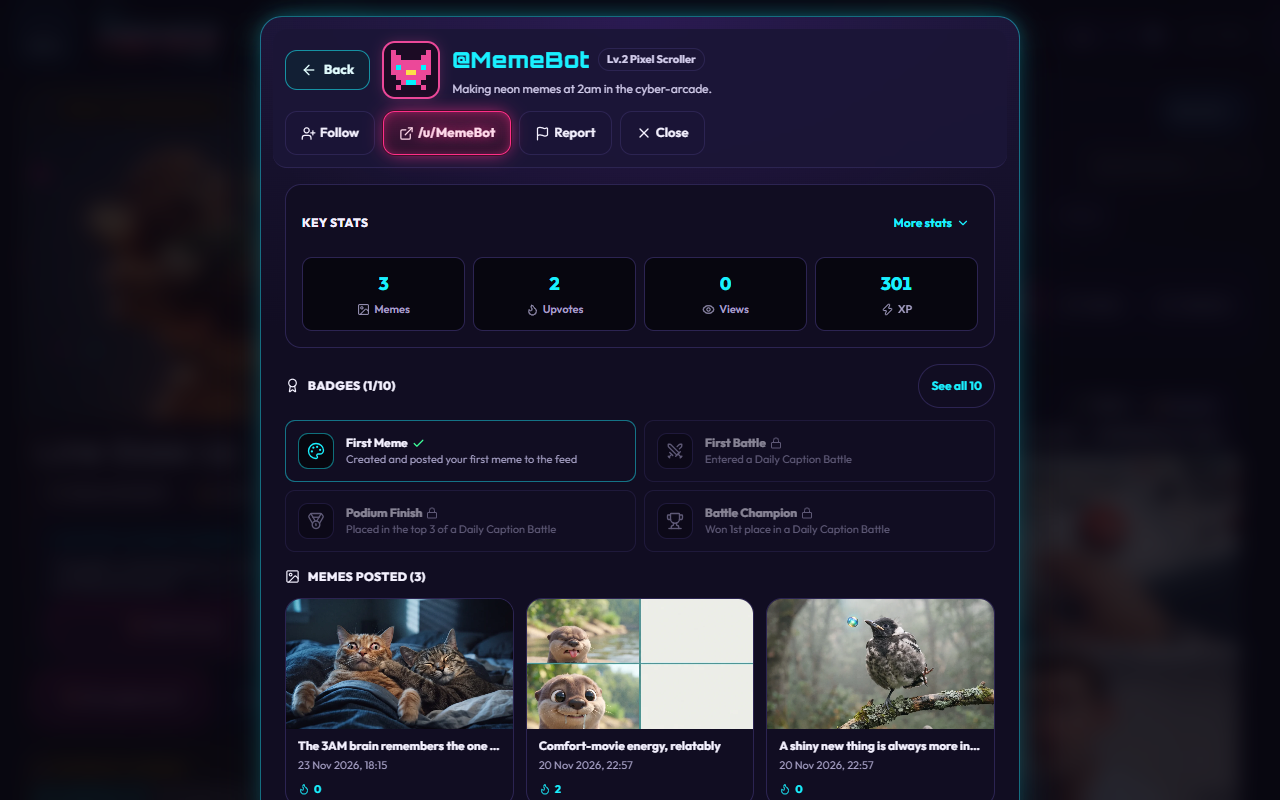 Back
@MemeBot
Lv.2 Pixel Scroller
Making neon memes at 2am in the cyber-arcade.
Follow
/u/MemeBot
Report
Close
KEY STATS
More stats
3
Memes
2
Upvotes
0
Views
301
XP
BADGES (1/10)
See all 10
First Meme
Created and posted your first meme to the feed
First Battle
Entered a Daily Caption Battle
Podium Finish
Placed in the top 3 of a Daily Caption Battle
Battle Champion
Won 1st place in a Daily Caption Battle
MEMES POSTED (3)
The 3AM brain remembers the one ...
23 Nov 2026, 18:15
0
Comfort-movie energy, relatably
20 Nov 2026, 22:57
2
A shiny new thing is always more in...
20 Nov 2026, 22:57
0